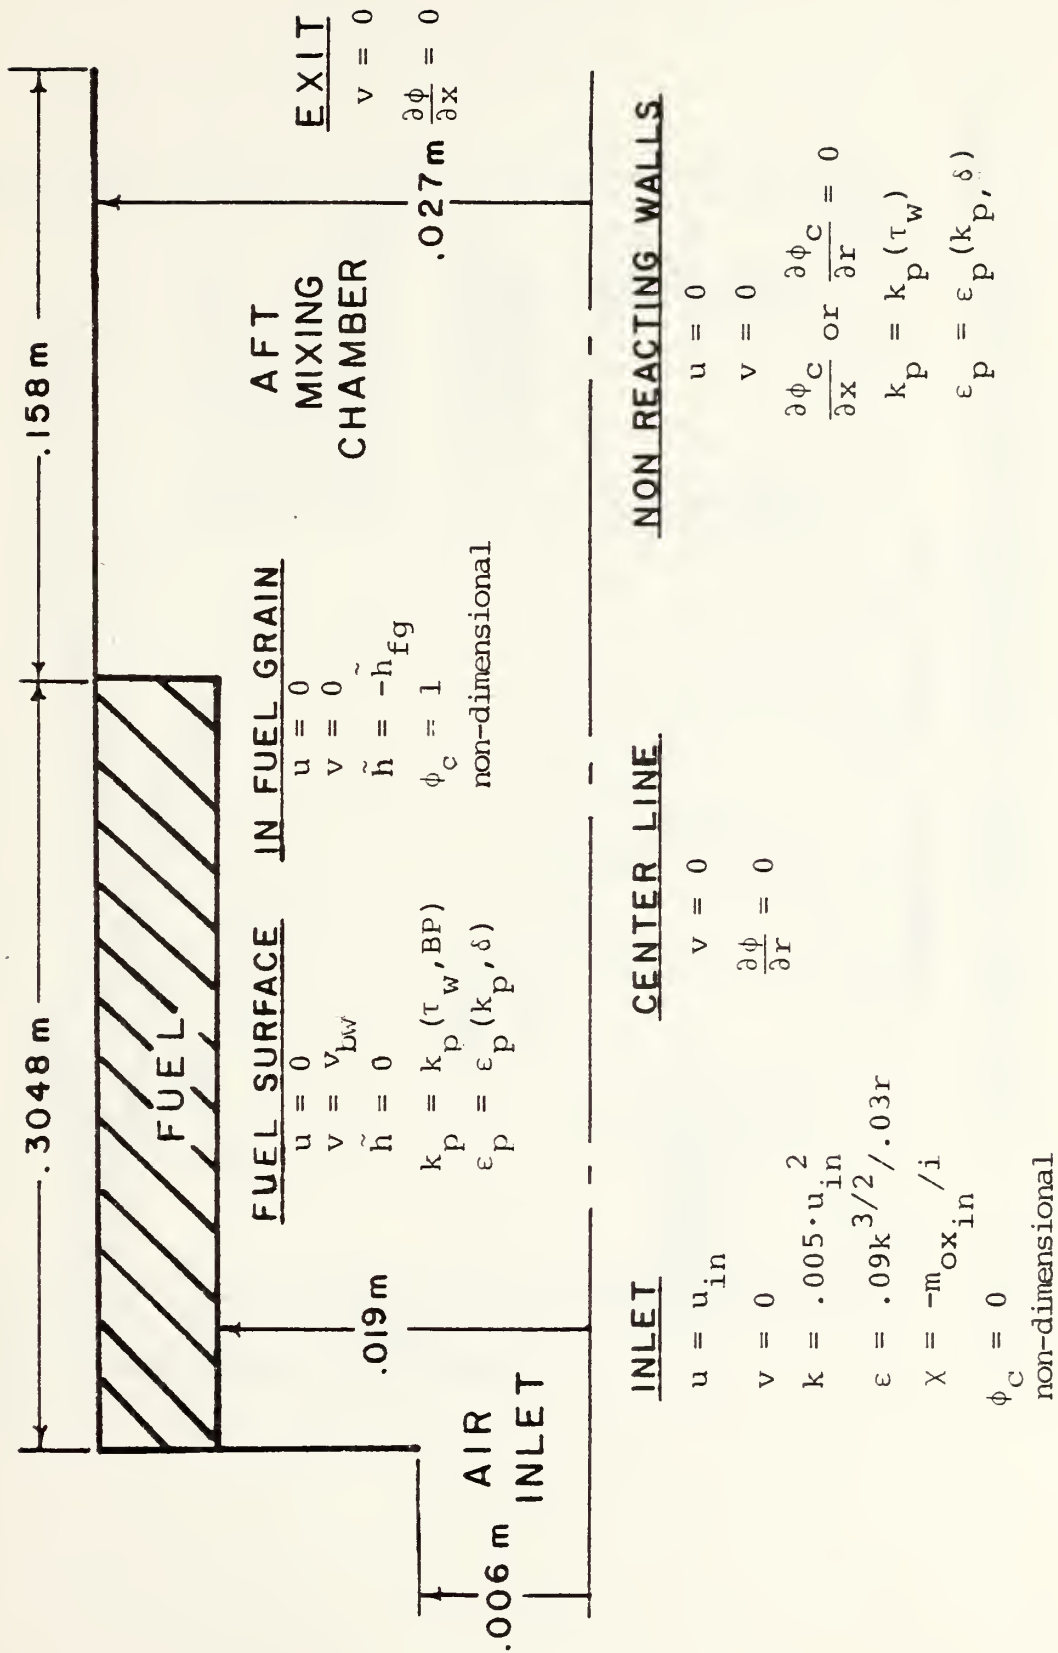 .3048 m
.158 m
FUEL
.019 m
.006 m
AIR
INLET
AFT
MIXING
CHAMBER
.027 m
FUEL SURFACE
u = 0
v = v_bw
h̃ = 0
k_p = k_p(τ_w, BP)
ε_p = ε_p(k_p, δ)
IN FUEL GRAIN
u = 0
v = 0
h̃ = -h̃_fg
φ_c = 1
non-dimensional
EXIT
v = 0
∂φ/∂x = 0
INLET
u = u_in
v = 0
k = .005·u_in^2
ε = .09k^3/2/.03r
χ = -m_ox_in/i
φ_c = 0
non-dimensional
CENTER LINE
v = 0
∂φ/∂r = 0
NON REACTING WALLS
u = 0
v = 0
∂φ_c/∂x or ∂φ_c/∂r = 0
k_p = k_p(τ_w)
ε_p = ε_p(k_p, δ)